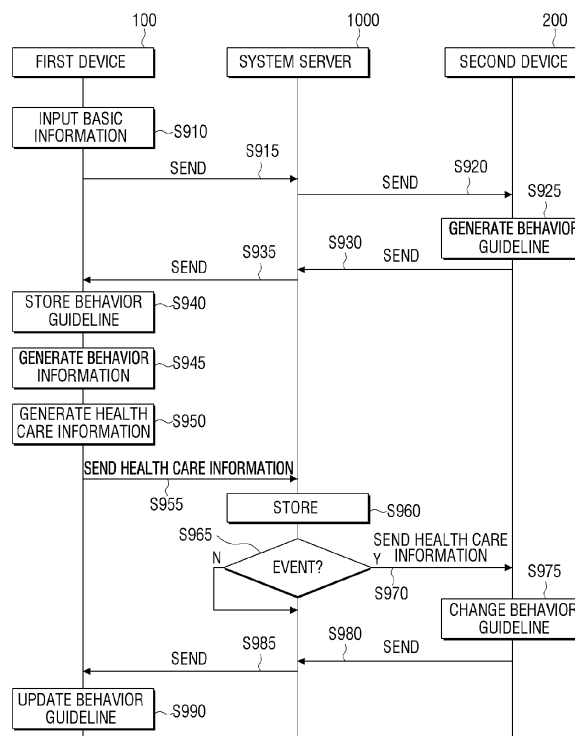 100
1000
200
FIRST DEVICE
SYSTEM SERVER
SECOND DEVICE
INPUT BASIC
INFORMATION
S910
S915
SEND
S920
SEND
S925
GENERATE BEHAVIOR
GUIDELINE
S930
SEND
S935
SEND
STORE BEHAVIOR
GUIDELINE
S940
GENERATE BEHAVIOR
INFORMATION
S945
GENERATE HEALTH
CARE INFORMATION
S950
SEND HEALTH CARE INFORMATION
S955
STORE
S960
S965
N
EVENT?
Y
SEND HEALTH CARE
INFORMATION
S970
S975
CHANGE BEHAVIOR
GUIDELINE
S980
SEND
S985
SEND
UPDATE BEHAVIOR
GUIDELINE
S990